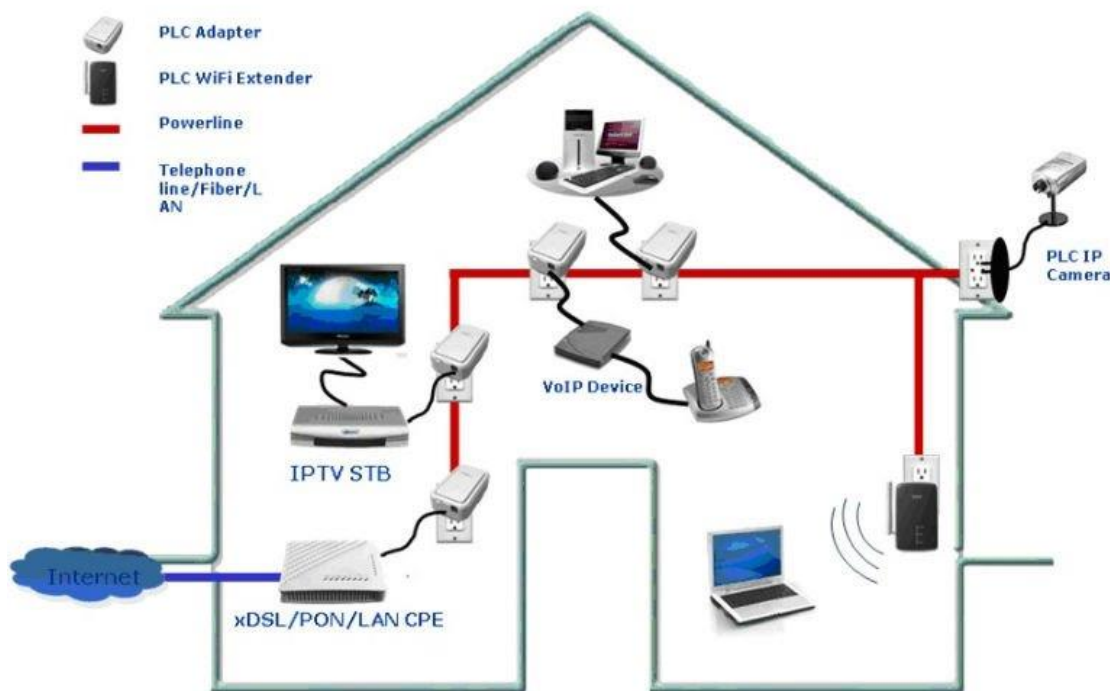 PLC Adapter
PLC WiFi Extender
Powerline
Telephone
line/Fiber/L
AN
PLC IP
Camera
VoIP Device
IPTV STB
Internet
xDSL/PON/LAN CPE